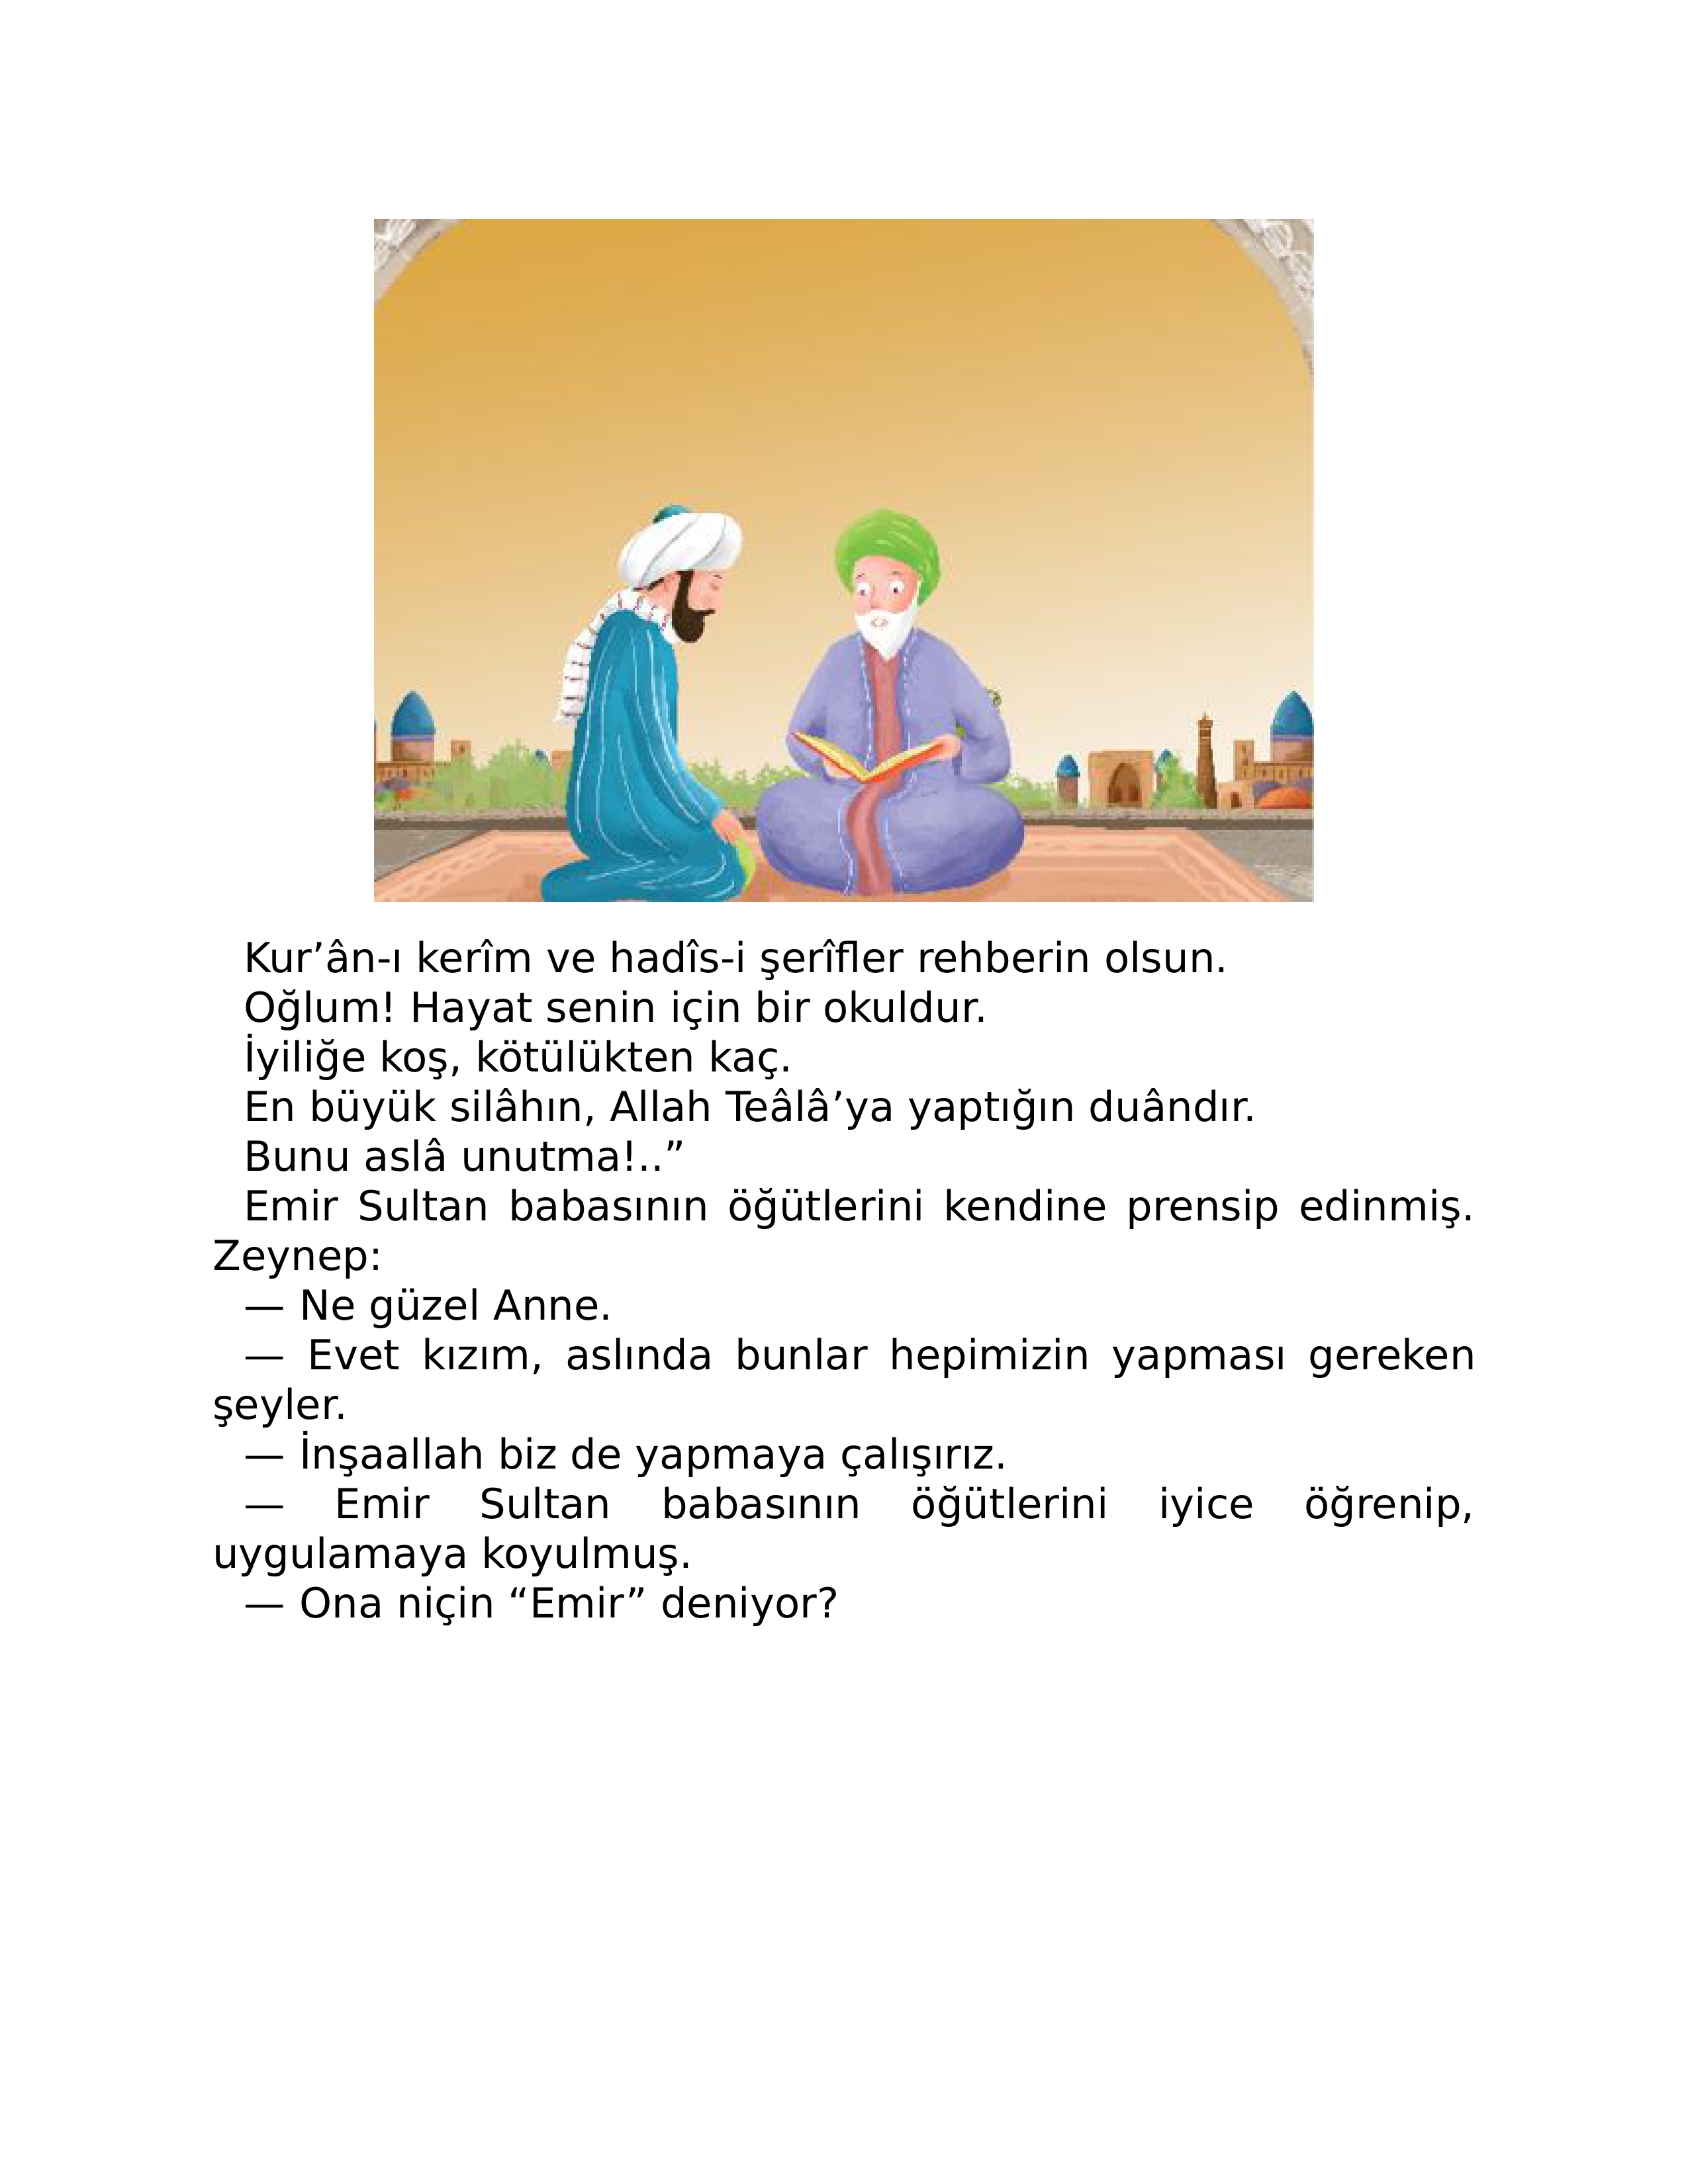 Kur’ân-ı kerîm ve hadîs-i şerîfler rehberin olsun.
Oğlum! Hayat senin için bir okuldur.
İyiliğe koş, kötülükten kaç.
En büyük silâhın, Allah Teâlâ’ya yaptığın duândır.
Bunu aslâ unutma!..”
Emir Sultan babasının öğütlerini kendine prensip edinmiş.
Zeynep:
— Ne güzel Anne.
— Evet kızım, aslında bunlar hepimizin yapması gereken
şeyler.
— İnşaallah biz de yapmaya çalışırız.
— Emir Sultan babasının öğütlerini iyice öğrenip,
uygulamaya koyulmuş.
— Ona niçin “Emir” deniyor?